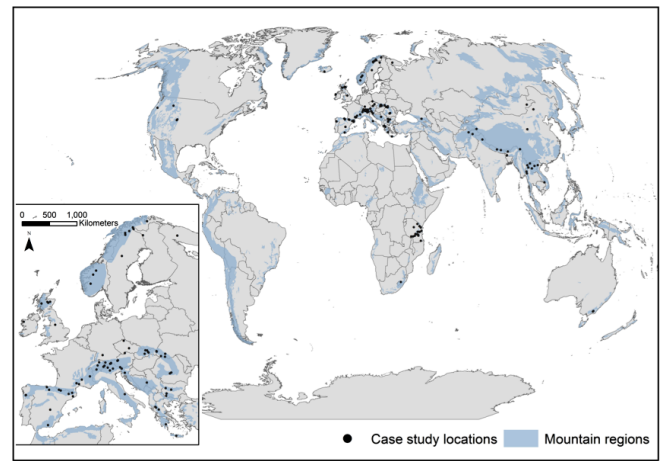 0 500 1,000
Kilometers
N
Case study locations
Mountain regions